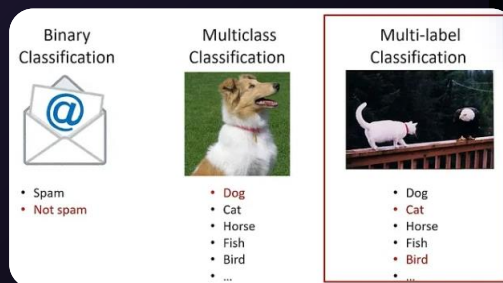 Binary
Classification
@
• Spam
• Not spam
Multiclass
Classification
• Dog
• Cat
• Horse
• Fish
• Bird
• ...
Multi-label
Classification
• Dog
• Cat
• Horse
• Fish
• Bird
• ...